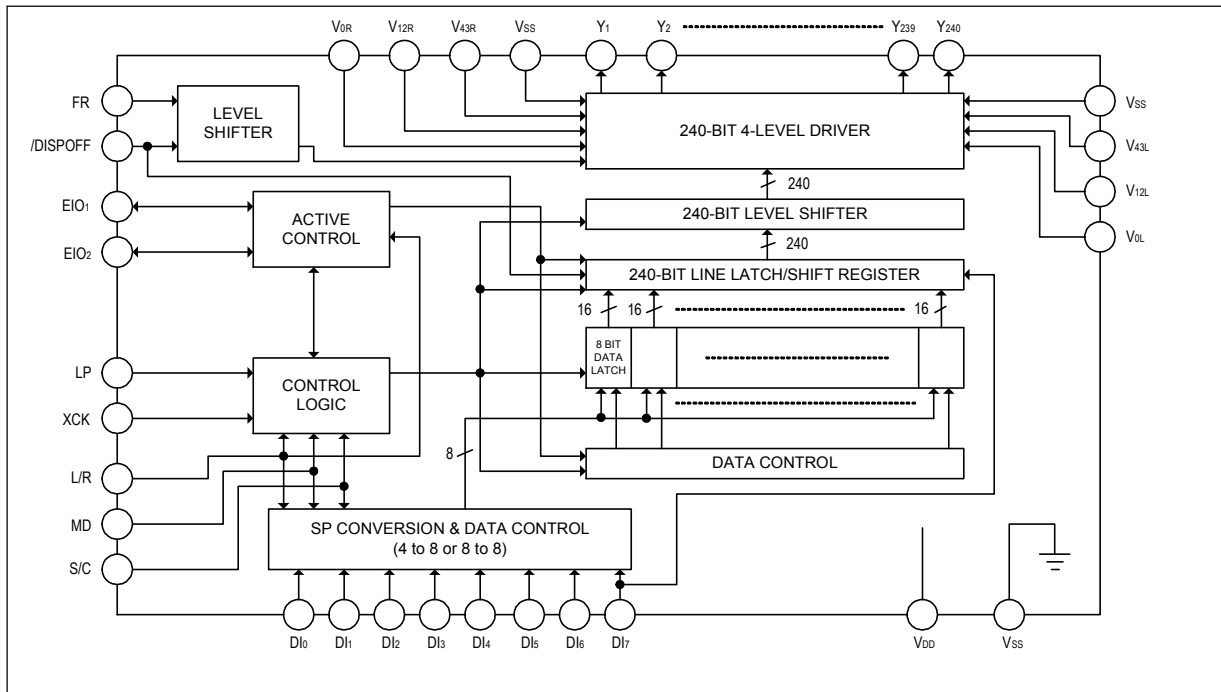 V0R V12R V43R VSS Y1 Y2 Y239 Y240
FR
LEVEL
SHIFTER
/DISPOFF
240-BIT 4-LEVEL DRIVER
VSS
V43L
V12L
V0L
240
EIO1
EIO2
ACTIVE
CONTROL
240-BIT LEVEL SHIFTER
240
240-BIT LINE LATCH/SHIFT REGISTER
16 16 16
8 BIT
DATA
LATCH
LP
XCK
CONTROL
LOGIC
L/R
MD
S/C
8
DATA CONTROL
SP CONVERSION & DATA CONTROL
(4 to 8 or 8 to 8)
DI0 DI1 DI2 DI3 DI4 DI5 DI6 DI7 VDD VSS